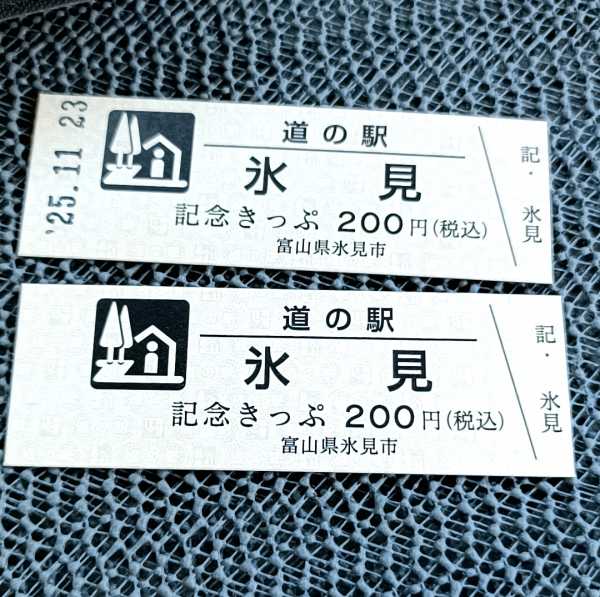 '25.11 23
道の駅
氷 見
記念きっぷ 200円(税込)
富山県氷見市
記・氷見
道の駅
氷 見
記念きっぷ 200円(税込)
富山県氷見市
記・氷見